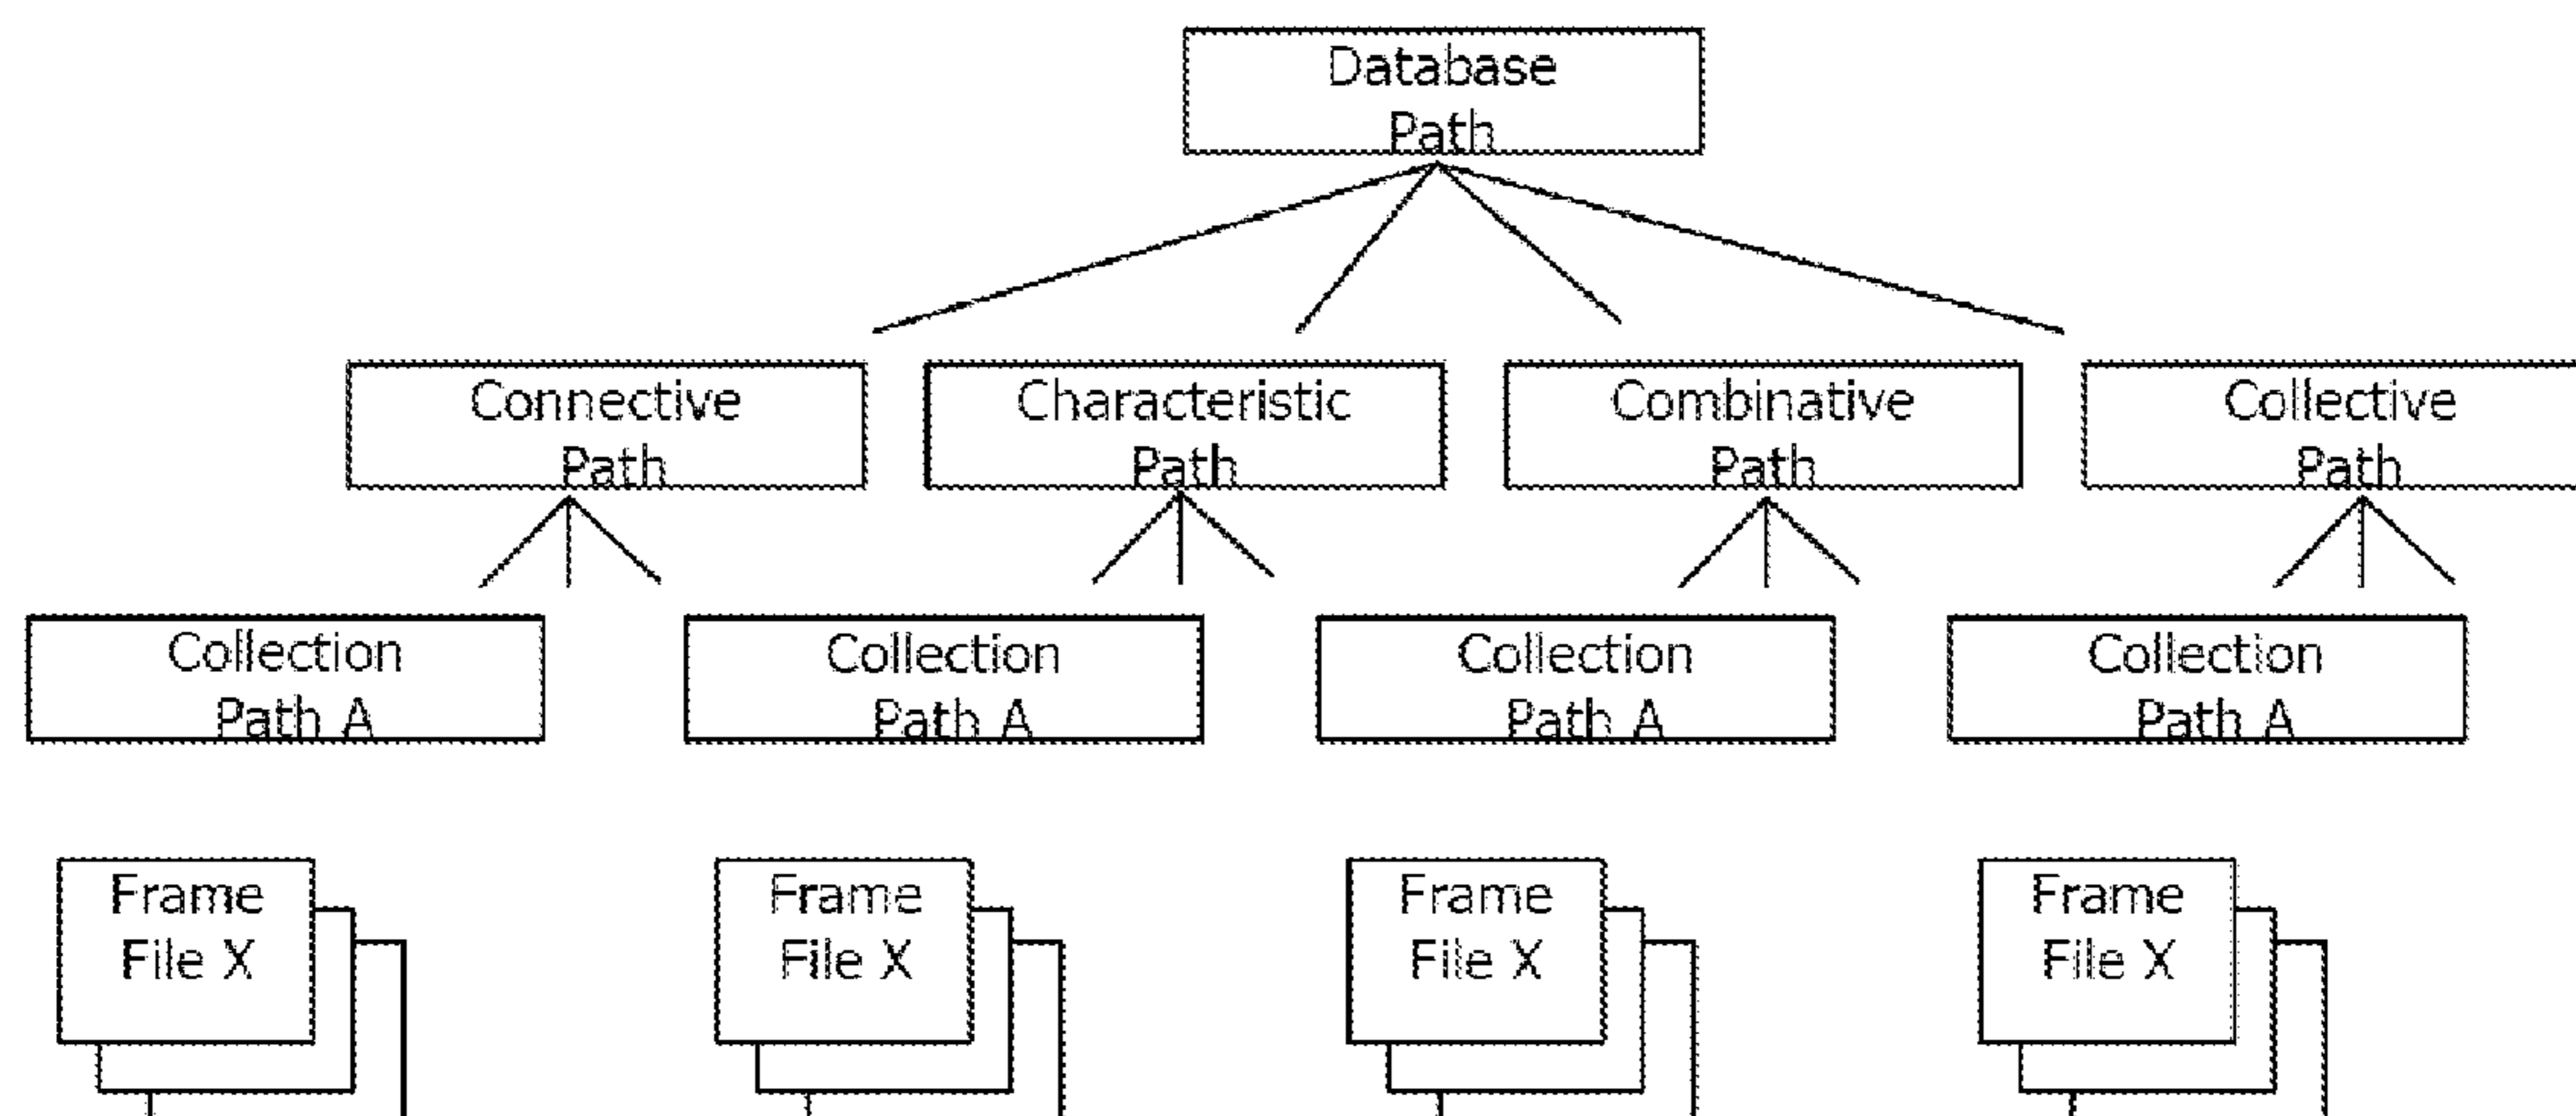 Database
Path
Connective
Path
Characteristic
Path
Combinative
Path
Collective
Path
Collection
Path A
Collection
Path A
Collection
Path A
Collection
Path A
Frame
File X
Frame
File X
Frame
File X
Frame
File X